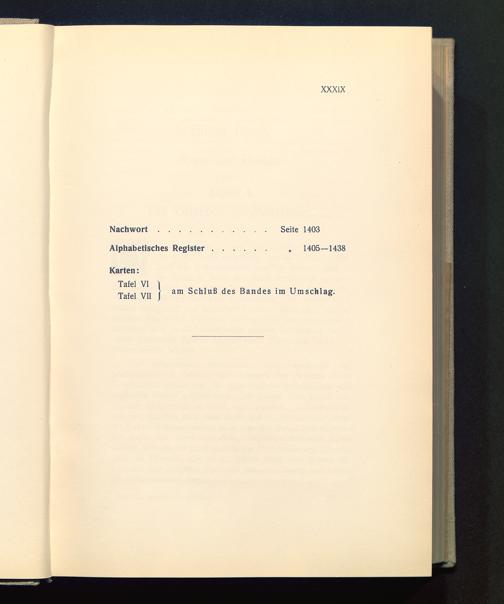 XXXIX
Nachwort . . . . . . . . . . . Seite 1403
Alphabetisches Register . . . . . . „ 1405—1438
Karten:
Tafel VI
Tafel VII } am Schluß des Bandes im Umschlag.